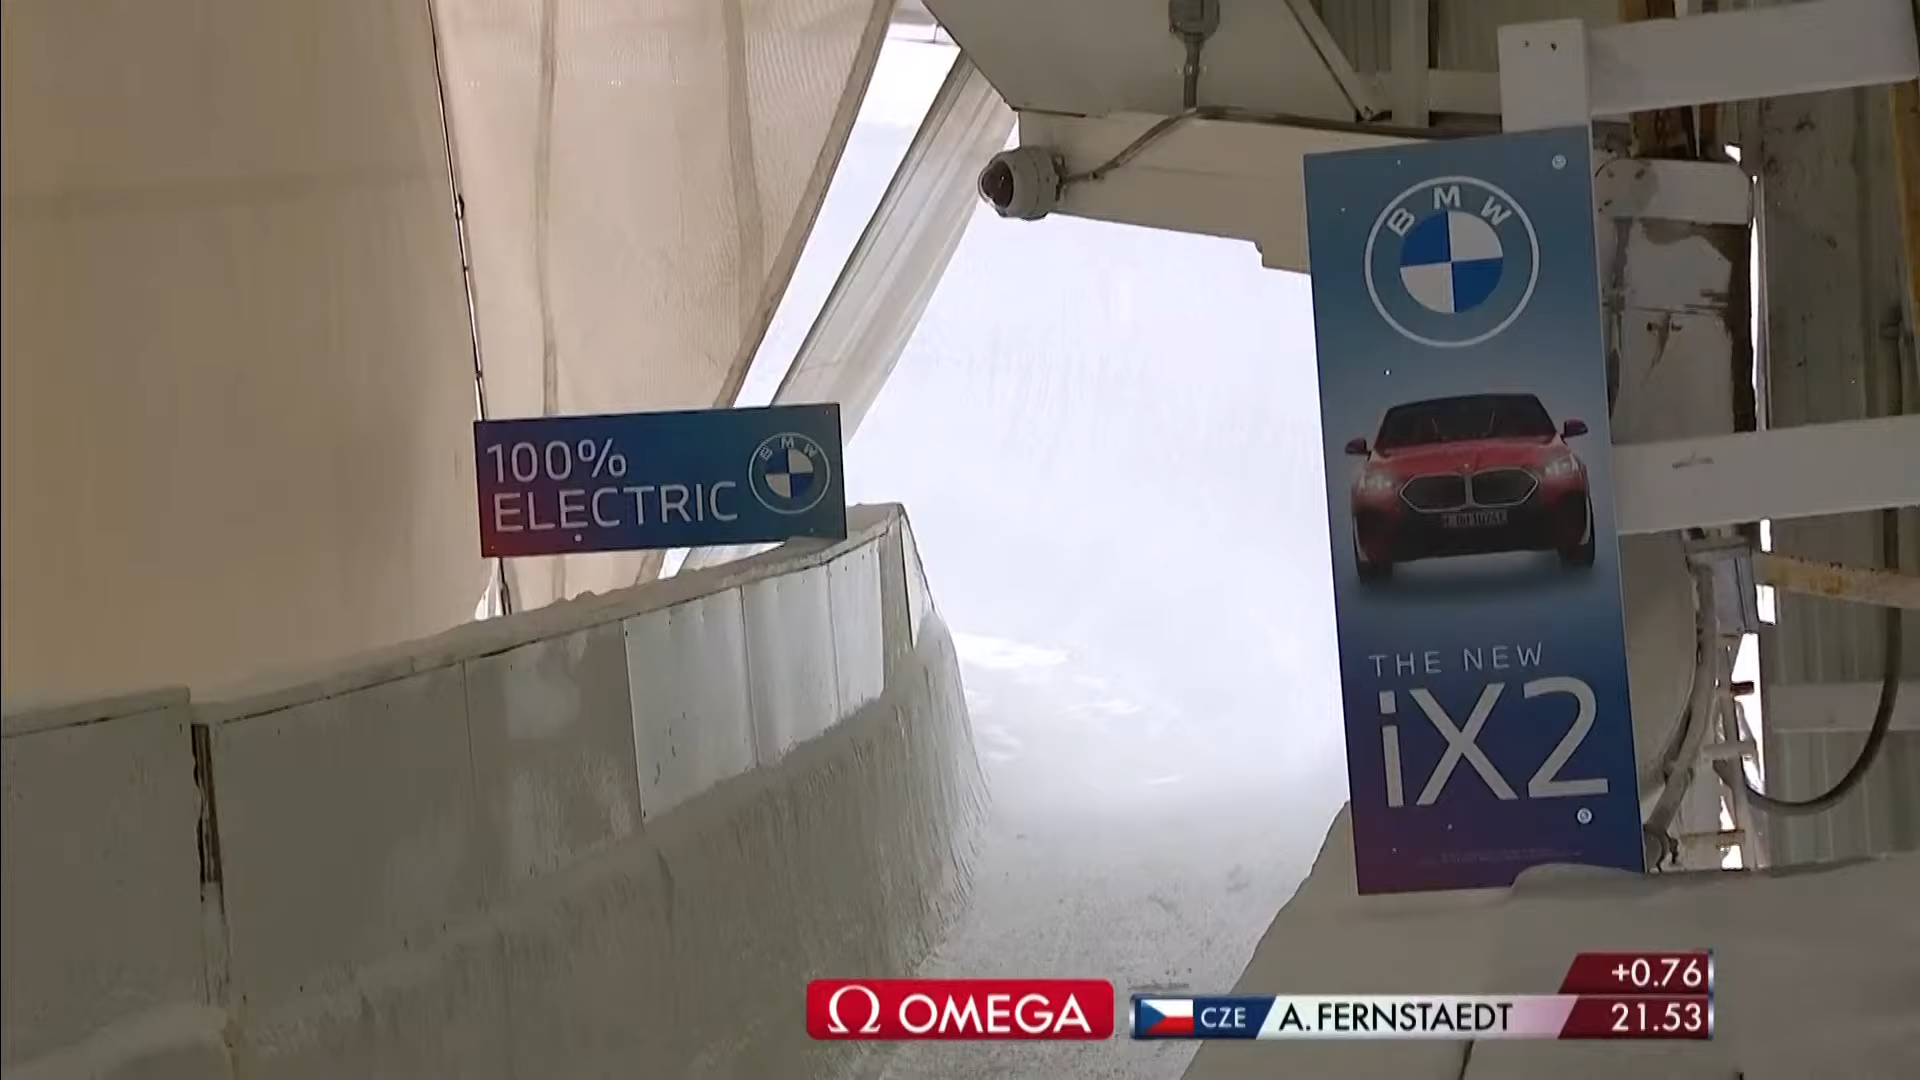 BMW
100%
ELECTRIC
BMW
THE NEW
iX2
+0.76
Ω OMEGA
CZE A.FERNSTAEDT 21.53